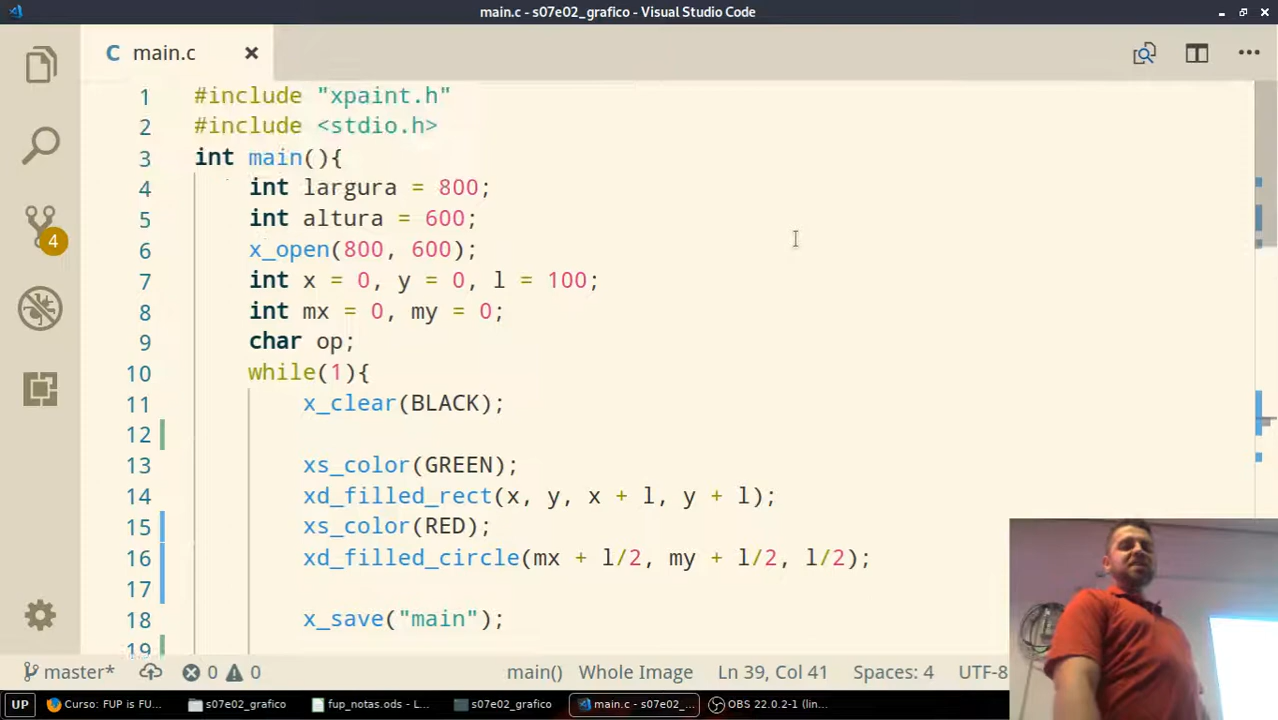 main.c - s07e02_grafico - Visual Studio Code
C main.c
1 #include "xpaint.h"
2 #include <stdio.h>
3 int main(){
4 int largura = 800;
5 int altura = 600;
6 x_open(800, 600);
7 int x = 0, y = 0, l = 100;
8 int mx = 0, my = 0;
9 char op;
10 while(1){
11 x_clear(BLACK);
12
13 xs_color(GREEN);
14 xd_filled_rect(x, y, x + l, y + l);
15 xs_color(RED);
16 xd_filled_circle(mx + l/2, my + l/2, l/2);
17
18 x_save("main");
19
4
master* 0 0 main() Whole Image Ln 39, Col 41 Spaces: 4 UTF-8
UP Curso: FUP is FU... s07e02_grafico fup_notas.ods - L... s07e02_grafico main.c - s07e02_... OBS 22.0.2-1 (lin...